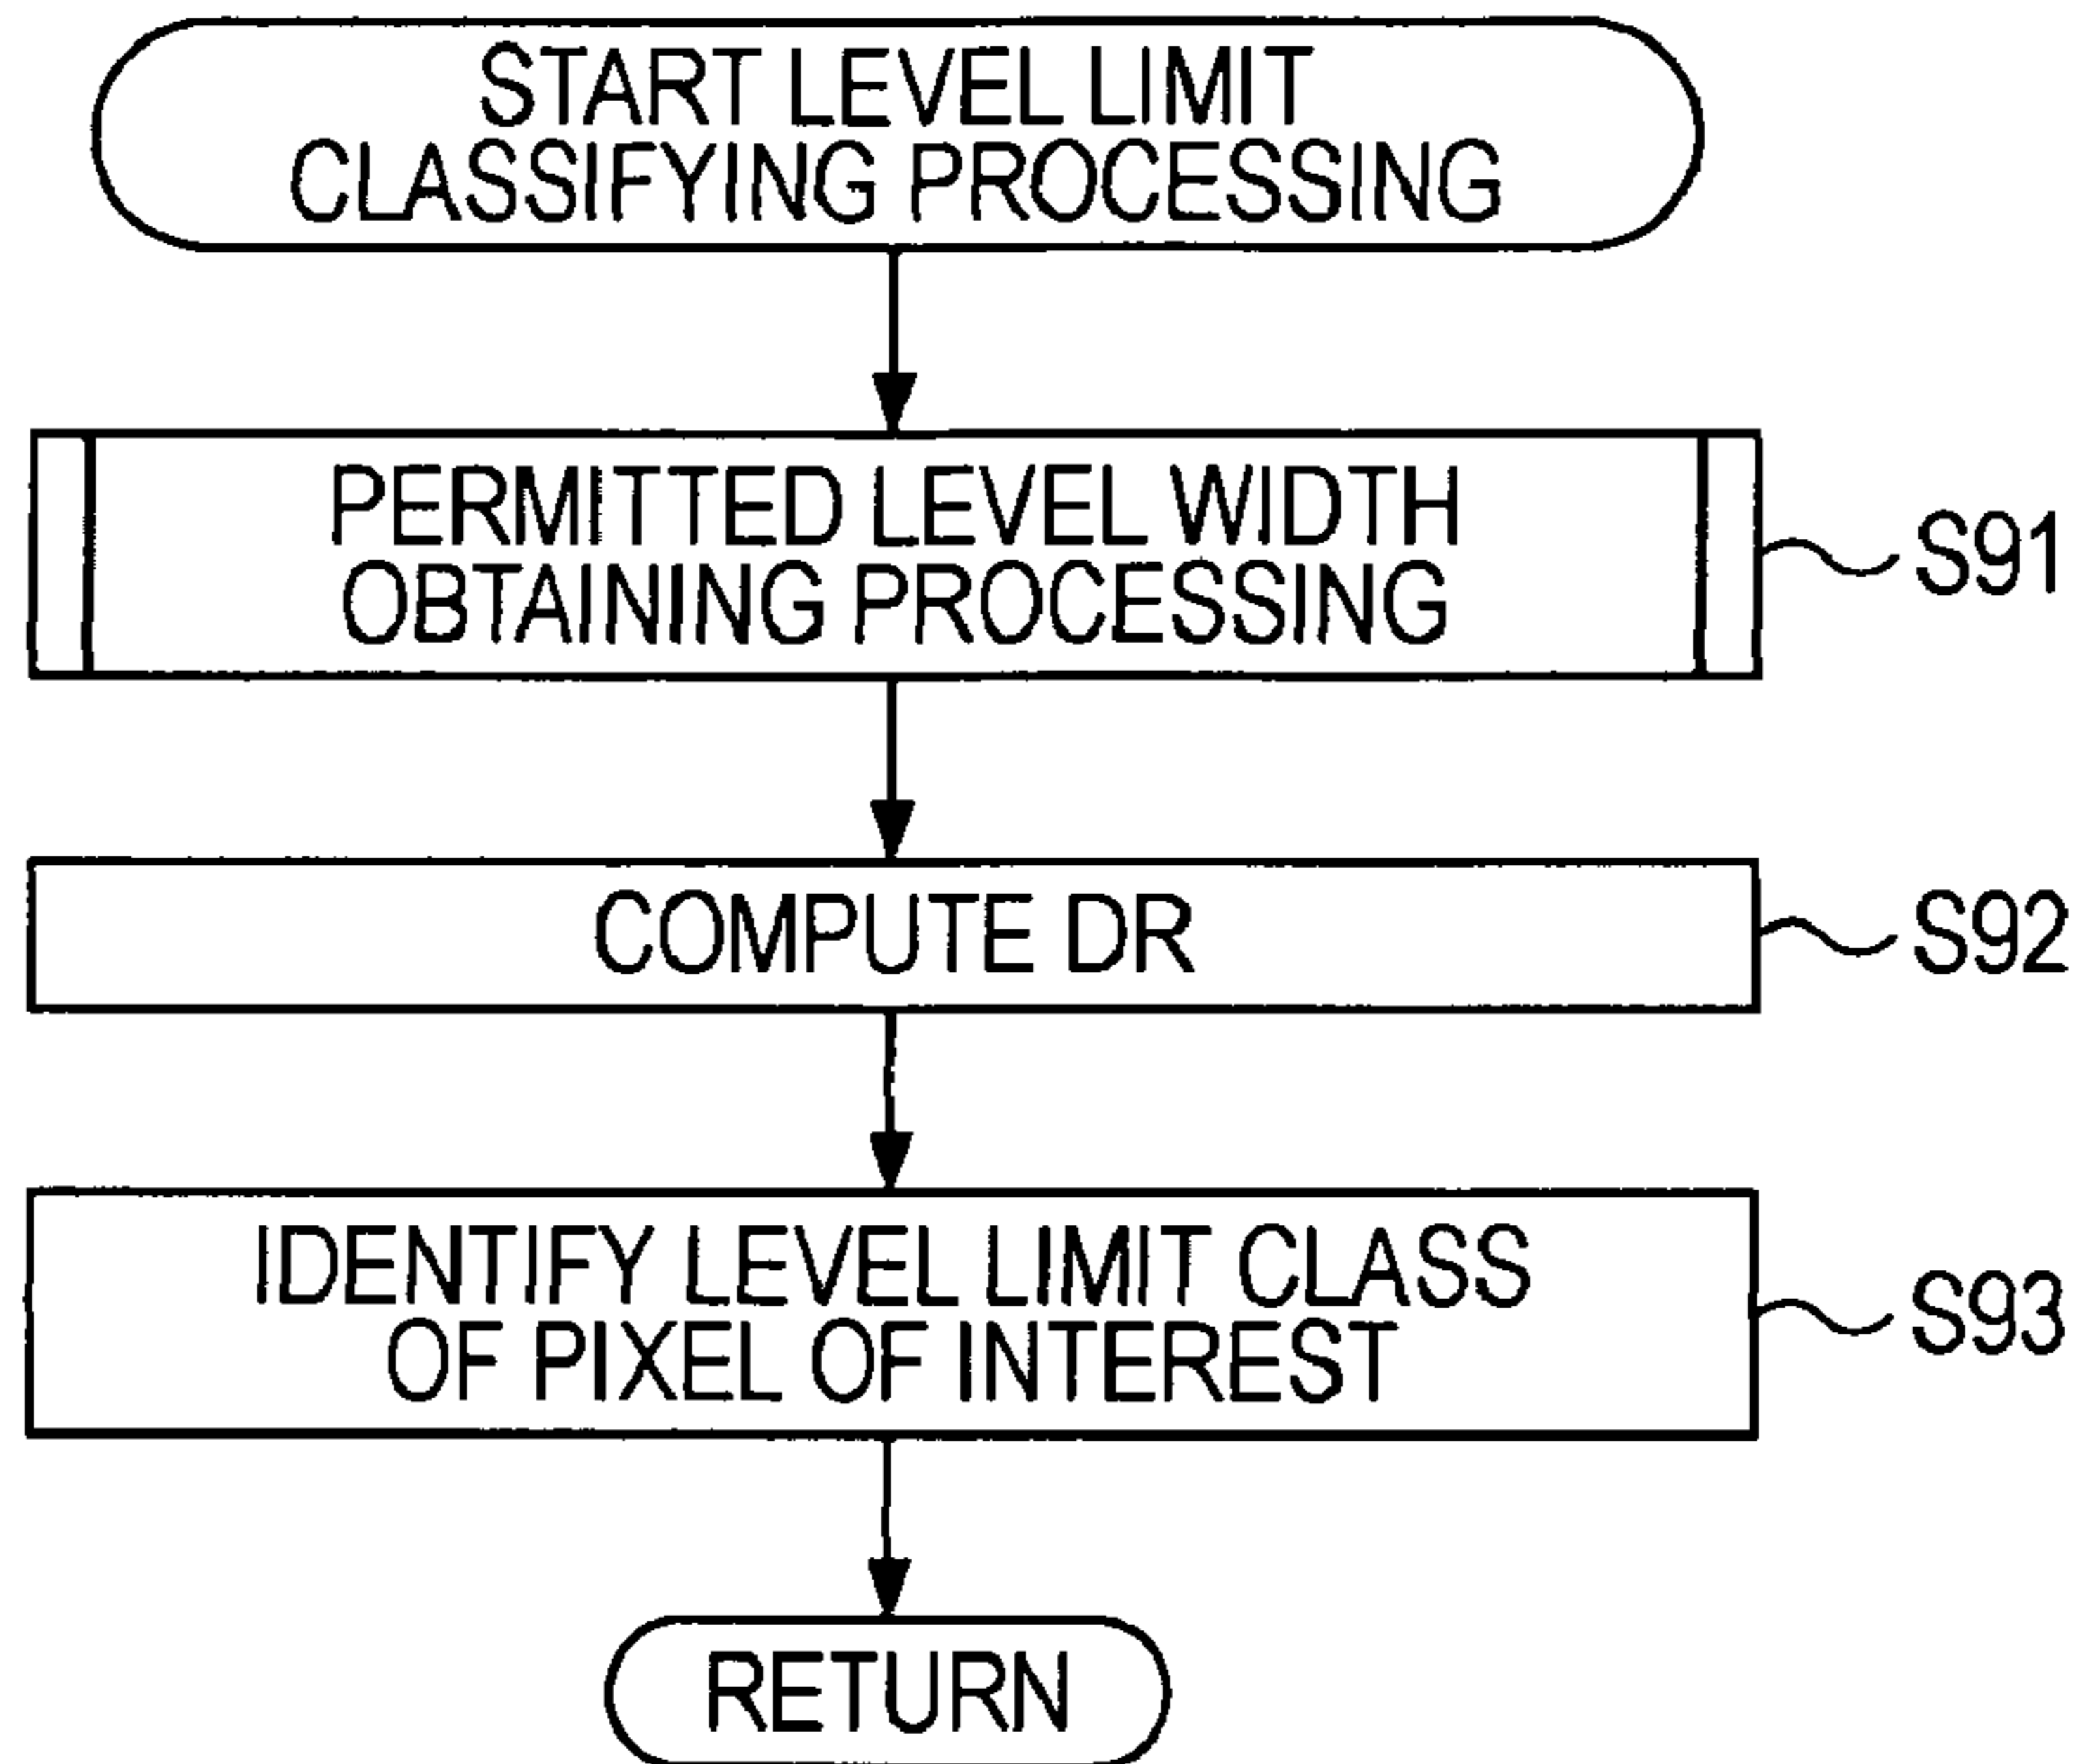 START LEVEL LIMIT
CLASSIFYING PROCESSING
PERMITTED LEVEL WIDTH
OBTAINING PROCESSING
S91
COMPUTE DR
S92
IDENTIFY LEVEL LIMIT CLASS
OF PIXEL OF INTEREST
S93
RETURN